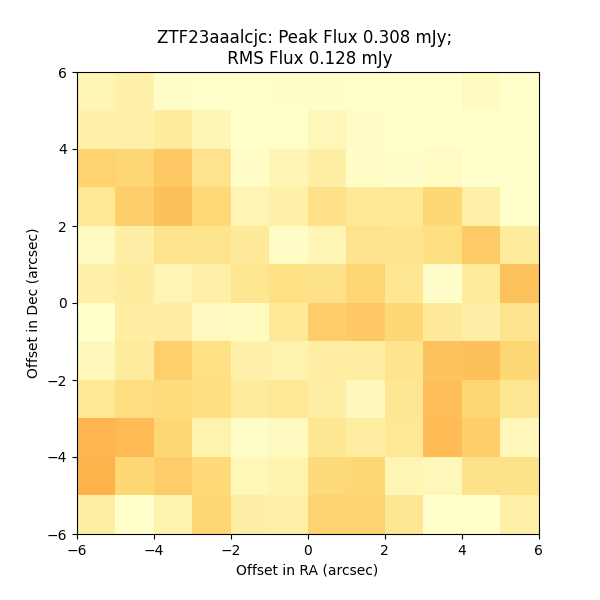 ZTF23aaalcjc: Peak Flux 0.308 mJy;
RMS Flux 0.128 mJy
6
4
2
0
−2
−4
−6
Offset in Dec (arcsec)
−6 −4 −2 0 2 4 6
Offset in RA (arcsec)